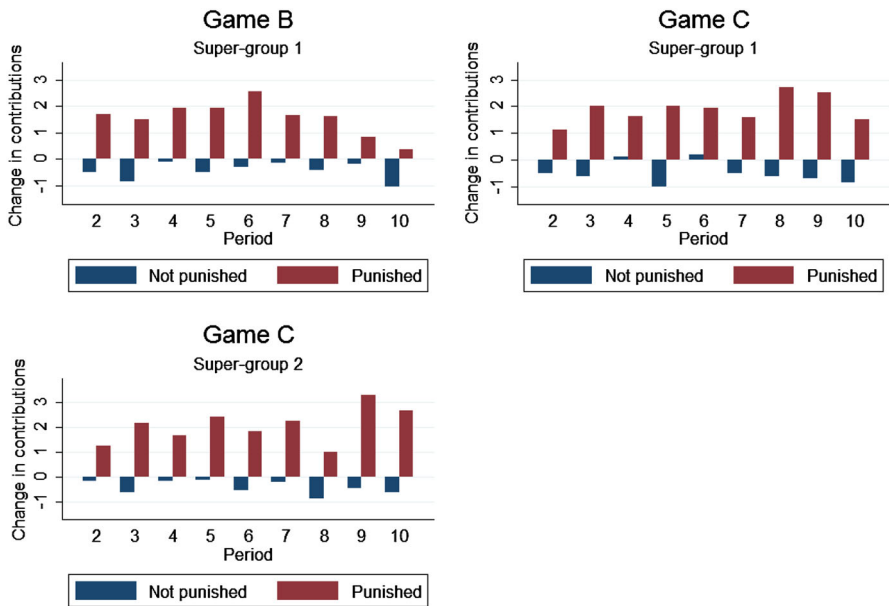 Game B
Super-group 1
Change in contributions
3
2
1
0
-1
2 3 4 5 6 7 8 9 10
Period
Not punished Punished
Game C
Super-group 1
Change in contributions
3
2
1
0
-1
2 3 4 5 6 7 8 9 10
Period
Not punished Punished
Game C
Super-group 2
Change in contributions
3
2
1
0
-1
2 3 4 5 6 7 8 9 10
Period
Not punished Punished